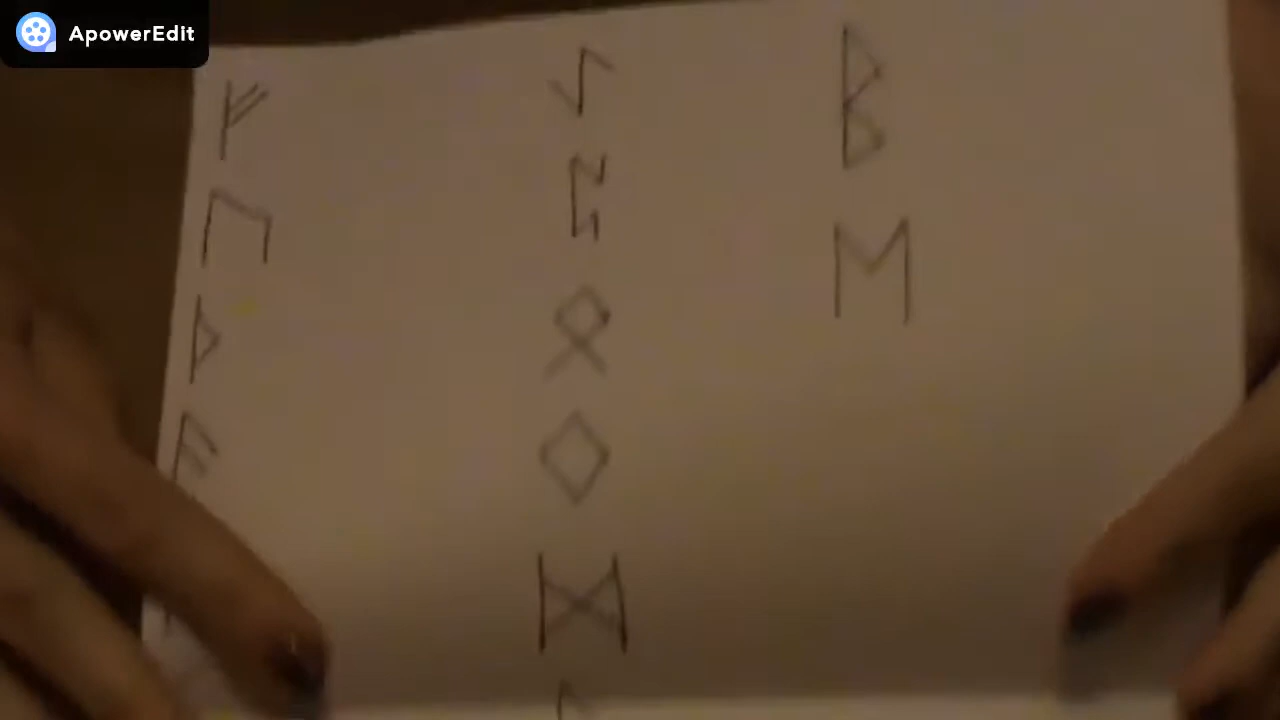 ApowerEdit
ᚠ
ᚢ
ᚦ
ᚨ
ᛇ
ᛈ
ᛟ
ᛜ
ᛞ
ᛒ
ᛖ